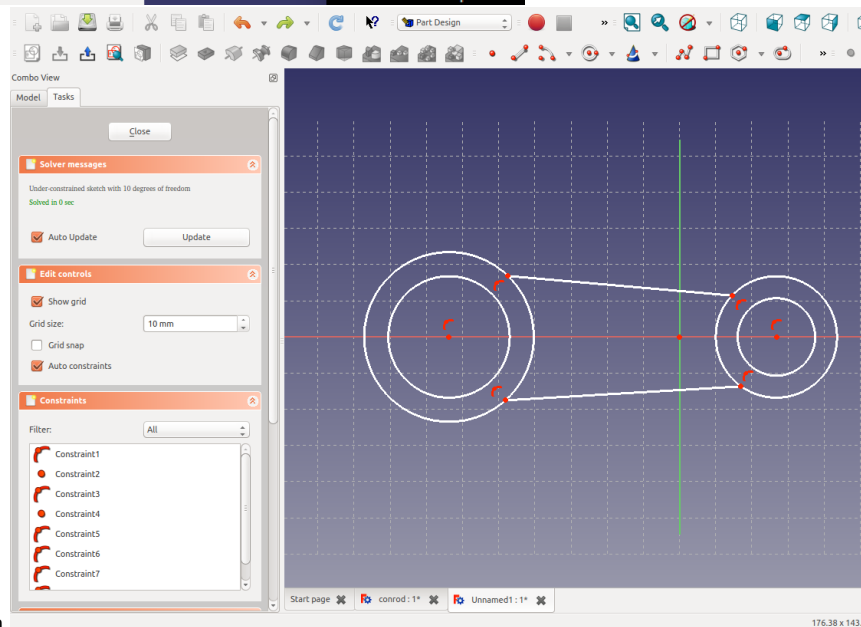 Part Design
»
Combo View
Model
Tasks
Close
Solver messages
Under-constrained sketch with 10 degrees of freedom
Solved in 0 sec
Auto Update
Update
Edit controls
Show grid
Grid size:
10 mm
Grid snap
Auto constraints
Constraints
Filter:
All
Constraint1
Constraint2
Constraint3
Constraint4
Constraint5
Constraint6
Constraint7
Start page
conrod : 1*
Unnamed1 : 1*
176.38 x 143.